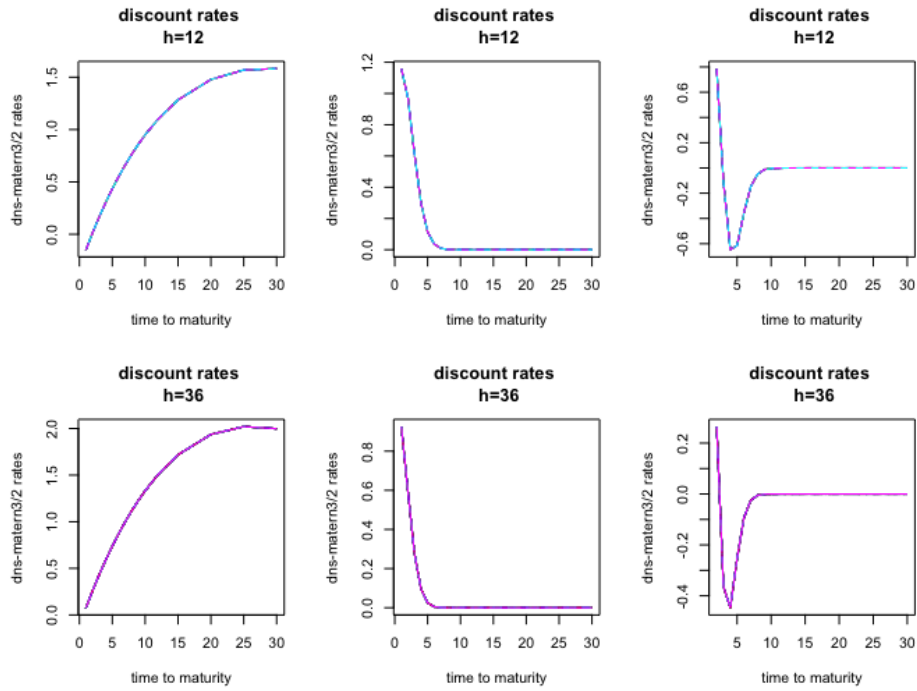 discount rates
h=12
dns-matern3/2 rates
0.0 0.5 1.0 1.5
0 5 10 15 20 25 30
time to maturity
discount rates
h=12
dns-matern3/2 rates
0.0 0.4 0.8 1.2
0 5 10 15 20 25 30
time to maturity
discount rates
h=12
dns-matern3/2 rates
-0.6 -0.2 0.2 0.6
5 10 15 20 25 30
time to maturity
discount rates
h=36
dns-matern3/2 rates
0.0 0.5 1.0 1.5 2.0
0 5 10 15 20 25 30
time to maturity
discount rates
h=36
dns-matern3/2 rates
0.0 0.2 0.4 0.6 0.8
0 5 10 15 20 25 30
time to maturity
discount rates
h=36
dns-matern3/2 rates
-0.4 -0.2 0.0 0.2
5 10 15 20 25 30
time to maturity